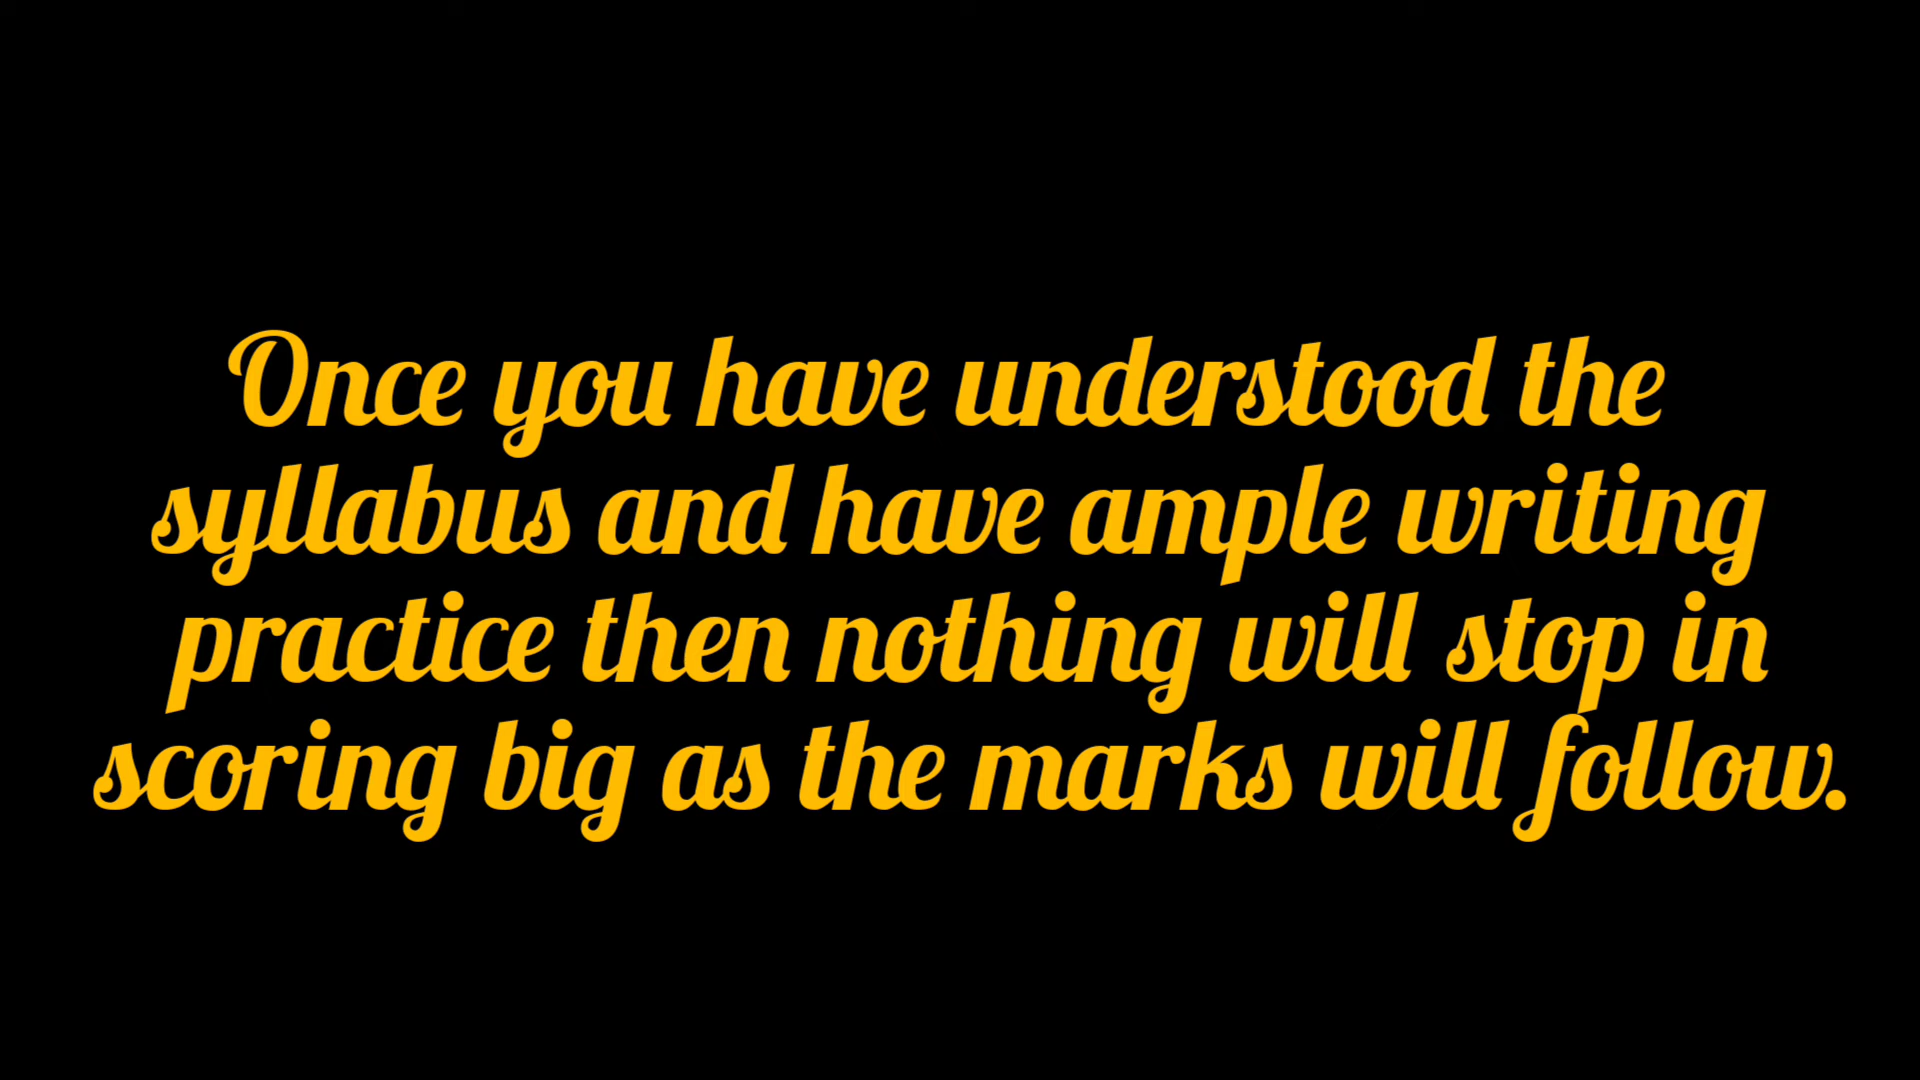 Once you have understood the
syllabus and have ample writing
practice then nothing will stop in
scoring big as the marks will follow.